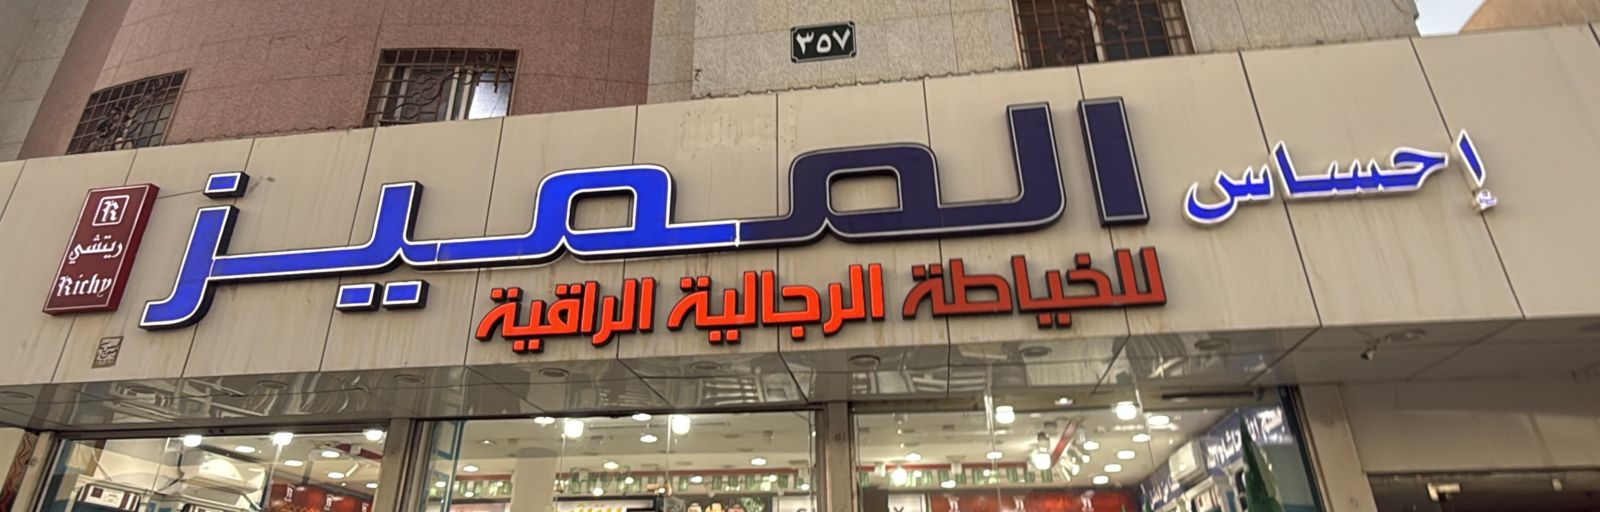 ٣٥٧
إحساس المميز
للخياطة الرجالية الراقية
R
ريتشي
Richy